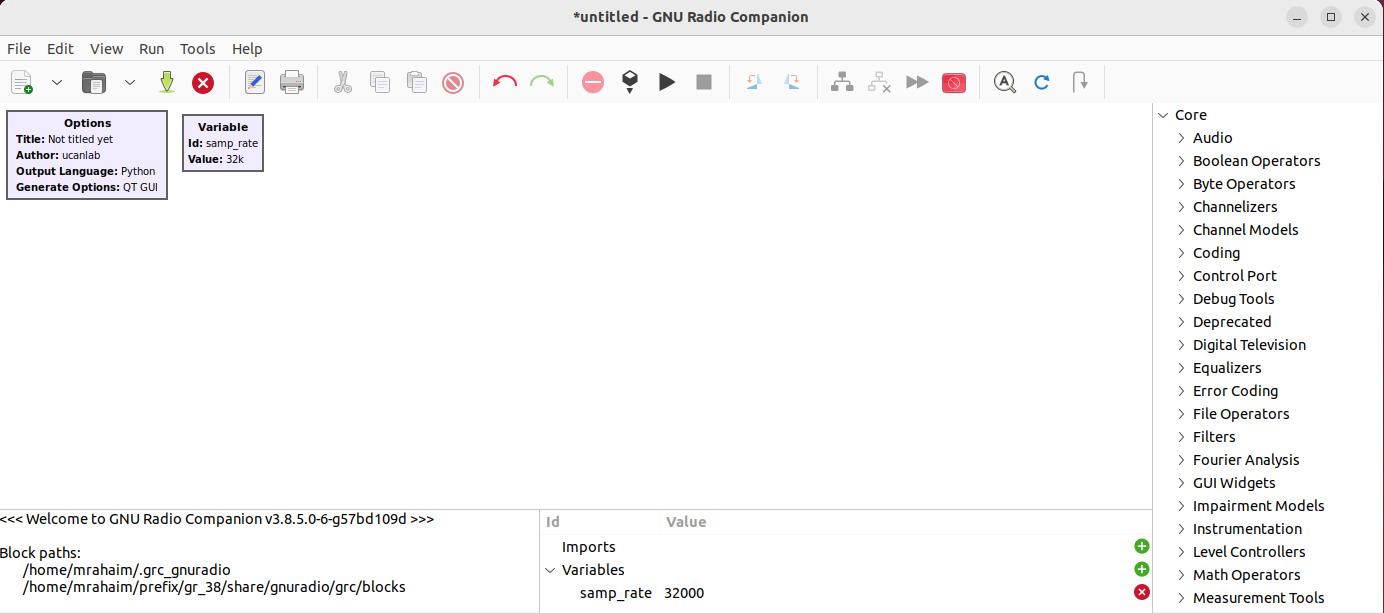 *untitled - GNU Radio Companion
File Edit View Run Tools Help
Options
Title: Not titled yet
Author: ucanlab
Output Language: Python
Generate Options: QT GUI
Variable
Id: samp_rate
Value: 32k
Core
Audio
Boolean Operators
Byte Operators
Channelizers
Channel Models
Coding
Control Port
Debug Tools
Deprecated
Digital Television
Equalizers
Error Coding
File Operators
Filters
Fourier Analysis
GUI Widgets
Impairment Models
Instrumentation
Level Controllers
Math Operators
Measurement Tools
<<< Welcome to GNU Radio Companion v3.8.5.0-6-g57bd109d >>>
Block paths:
/home/mrahaim/.grc_gnuradio
/home/mrahaim/prefix/gr_38/share/gnuradio/grc/blocks
Id Value
Imports
Variables
samp_rate 32000